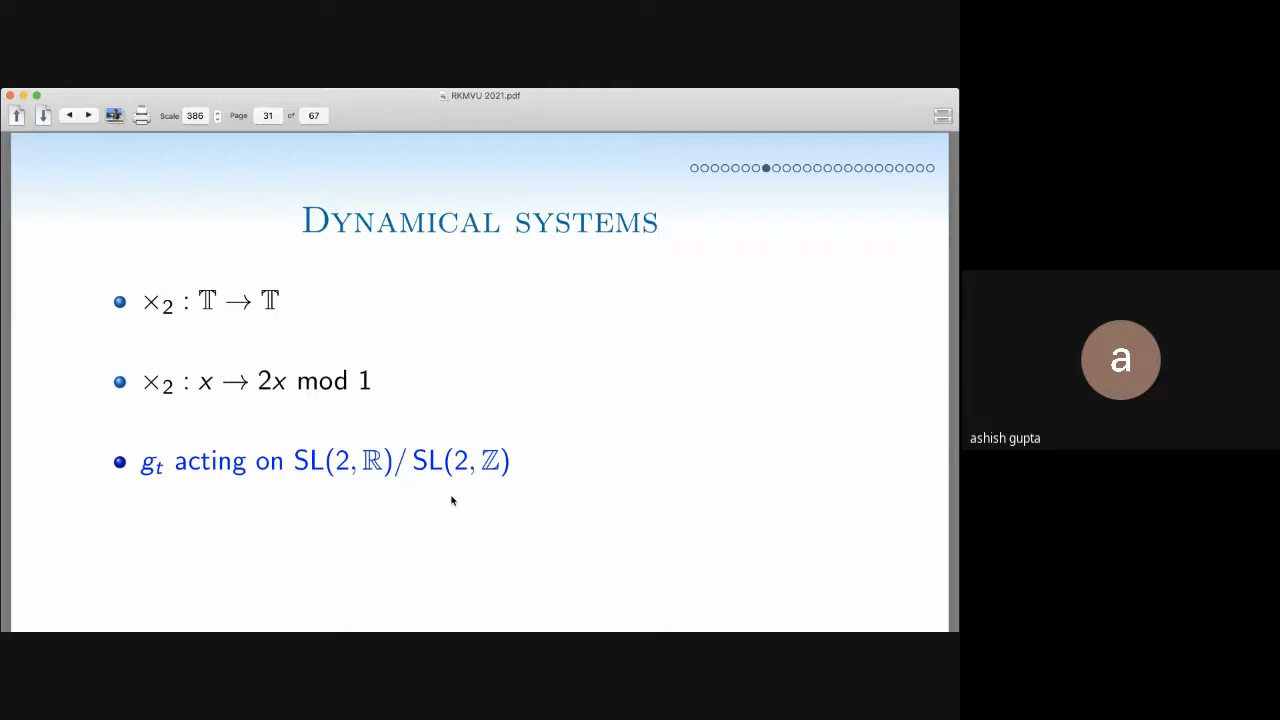 RKMVU 2021.pdf
Scale 386 Page 31 of 67
Dynamical systems
×₂ : 𝕋 → 𝕋
×₂ : x → 2x mod 1
gₜ acting on SL(2, ℝ)/ SL(2, ℤ)
a
ashish gupta